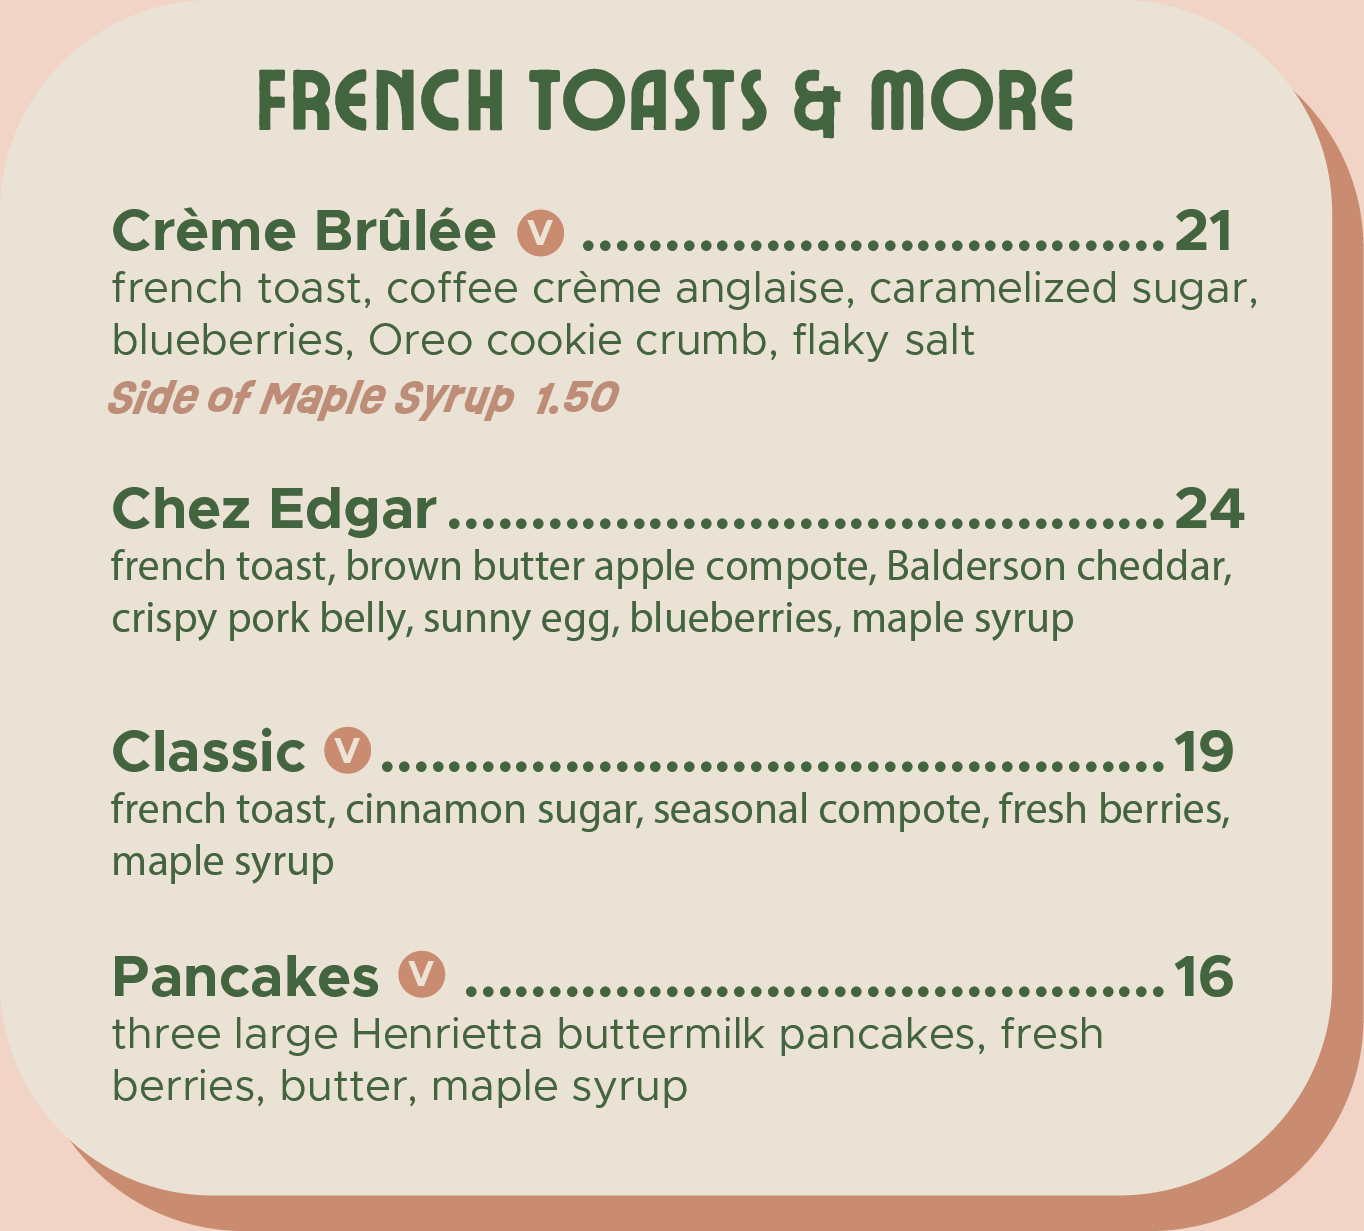 FRENCH TOASTS & MORE
Crème Brûlée V ................................... 21
french toast, coffee crème anglaise, caramelized sugar,
blueberries, Oreo cookie crumb, flaky salt
Side of Maple Syrup 1.50
Chez Edgar ........................................... 24
french toast, brown butter apple compote, Balderson cheddar,
crispy pork belly, sunny egg, blueberries, maple syrup
Classic V ............................................... 19
french toast, cinnamon sugar, seasonal compote, fresh berries,
maple syrup
Pancakes V .......................................... 16
three large Henrietta buttermilk pancakes, fresh
berries, butter, maple syrup